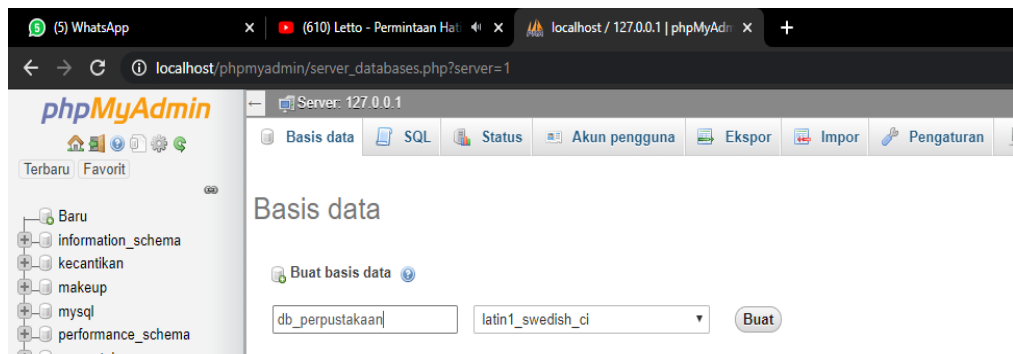 (5) WhatsApp
(610) Letto - Permintaan Hati
localhost / 127.0.0.1 | phpMyAdm
localhost/phpmyadmin/server_databases.php?server=1
phpMyAdmin
Server: 127.0.0.1
Basis data SQL Status Akun pengguna Ekspor Impor Pengaturan
Terbaru Favorit
Baru
information_schema
kecantikan
makeup
mysql
performance_schema
Basis data
Buat basis data
db_perpustakaan latin1_swedish_ci Buat